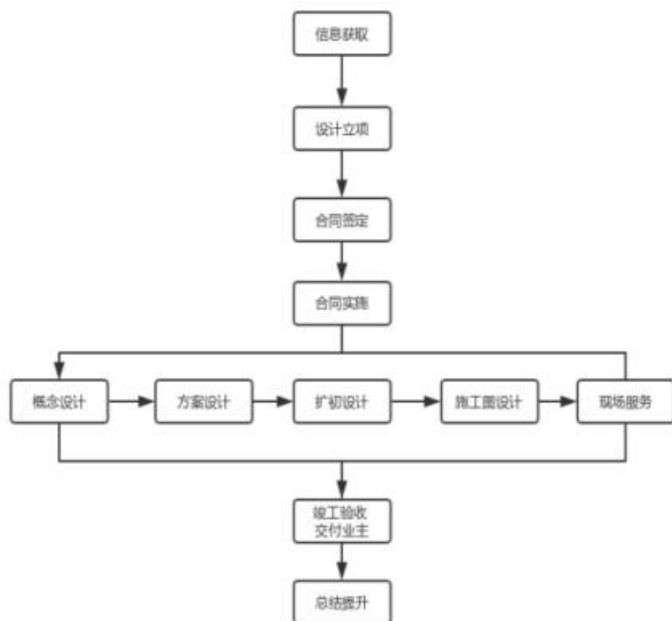 信息获取
设计立项
合同签定
合同实施
概念设计
方案设计
扩初设计
施工图设计
现场服务
竣工验收
交付业主
总结提升